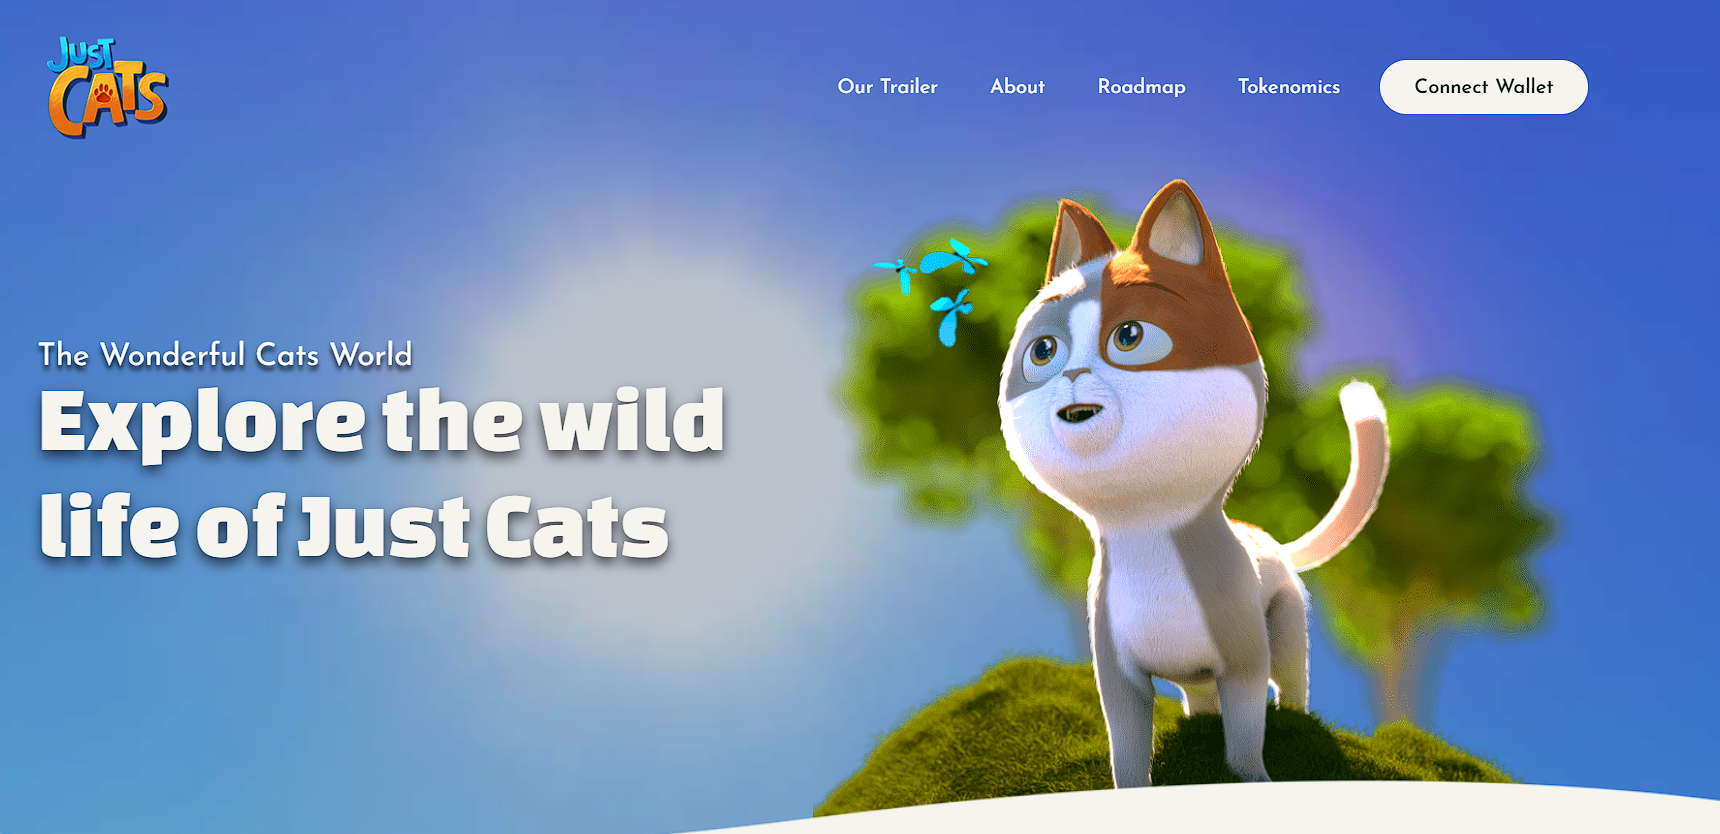 JUST
CATS
Our Trailer
About
Roadmap
Tokenomics
Connect Wallet
The Wonderful Cats World
Explore the wild
life of Just Cats